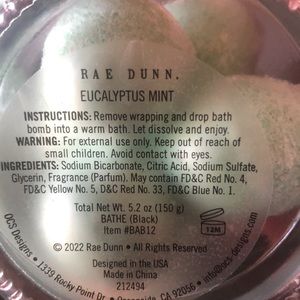 RAE DUNN.
EUCALYPTUS MINT
INSTRUCTIONS: Remove wrapping and drop bath
bomb into a warm bath. Let dissolve and enjoy.
WARNING: For external use only. Keep out of reach of
small children. Avoid contact with eyes.
INGREDIENTS: Sodium Bicarbonate, Citric Acid, Sodium Sulfate,
Glycerin, Fragrance (Parfum). May contain FD&C Red #4,
FD&C Yellow No. 5, D&C Red No. 33, FD&C Blue No. 1.
Total Net Wt. 5.2 oz (150 g)
BATHE (Black)
Item #BAB12
12M
© 2022 Rae Dunn • All Rights Reserved
Designed in the USA
Made in China
212494
OCS Designs • 1339 Rocky Point Dr. • Oceanside, CA 92056 • info@ocs-designs.com